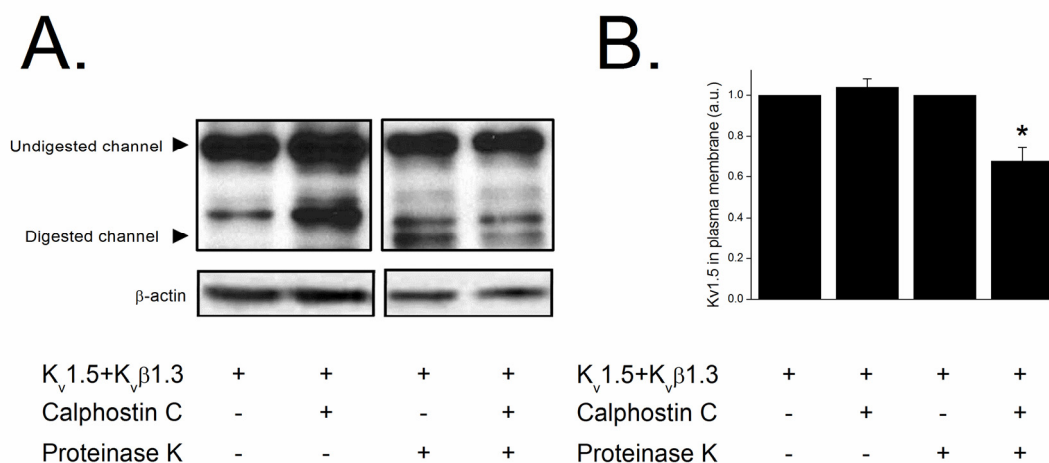 A.
B.
Undigested channel
Digested channel
β-actin
Kv1.5 in plasma membrane (a.u.)
1.0
0.8
0.6
0.4
0.2
0.0
*
Kv1.5+Kvβ1.3 + + + +
Calphostin C - + - +
Proteinase K - - + +
Kv1.5+Kvβ1.3 + + + +
Calphostin C - + - +
Proteinase K - - + +